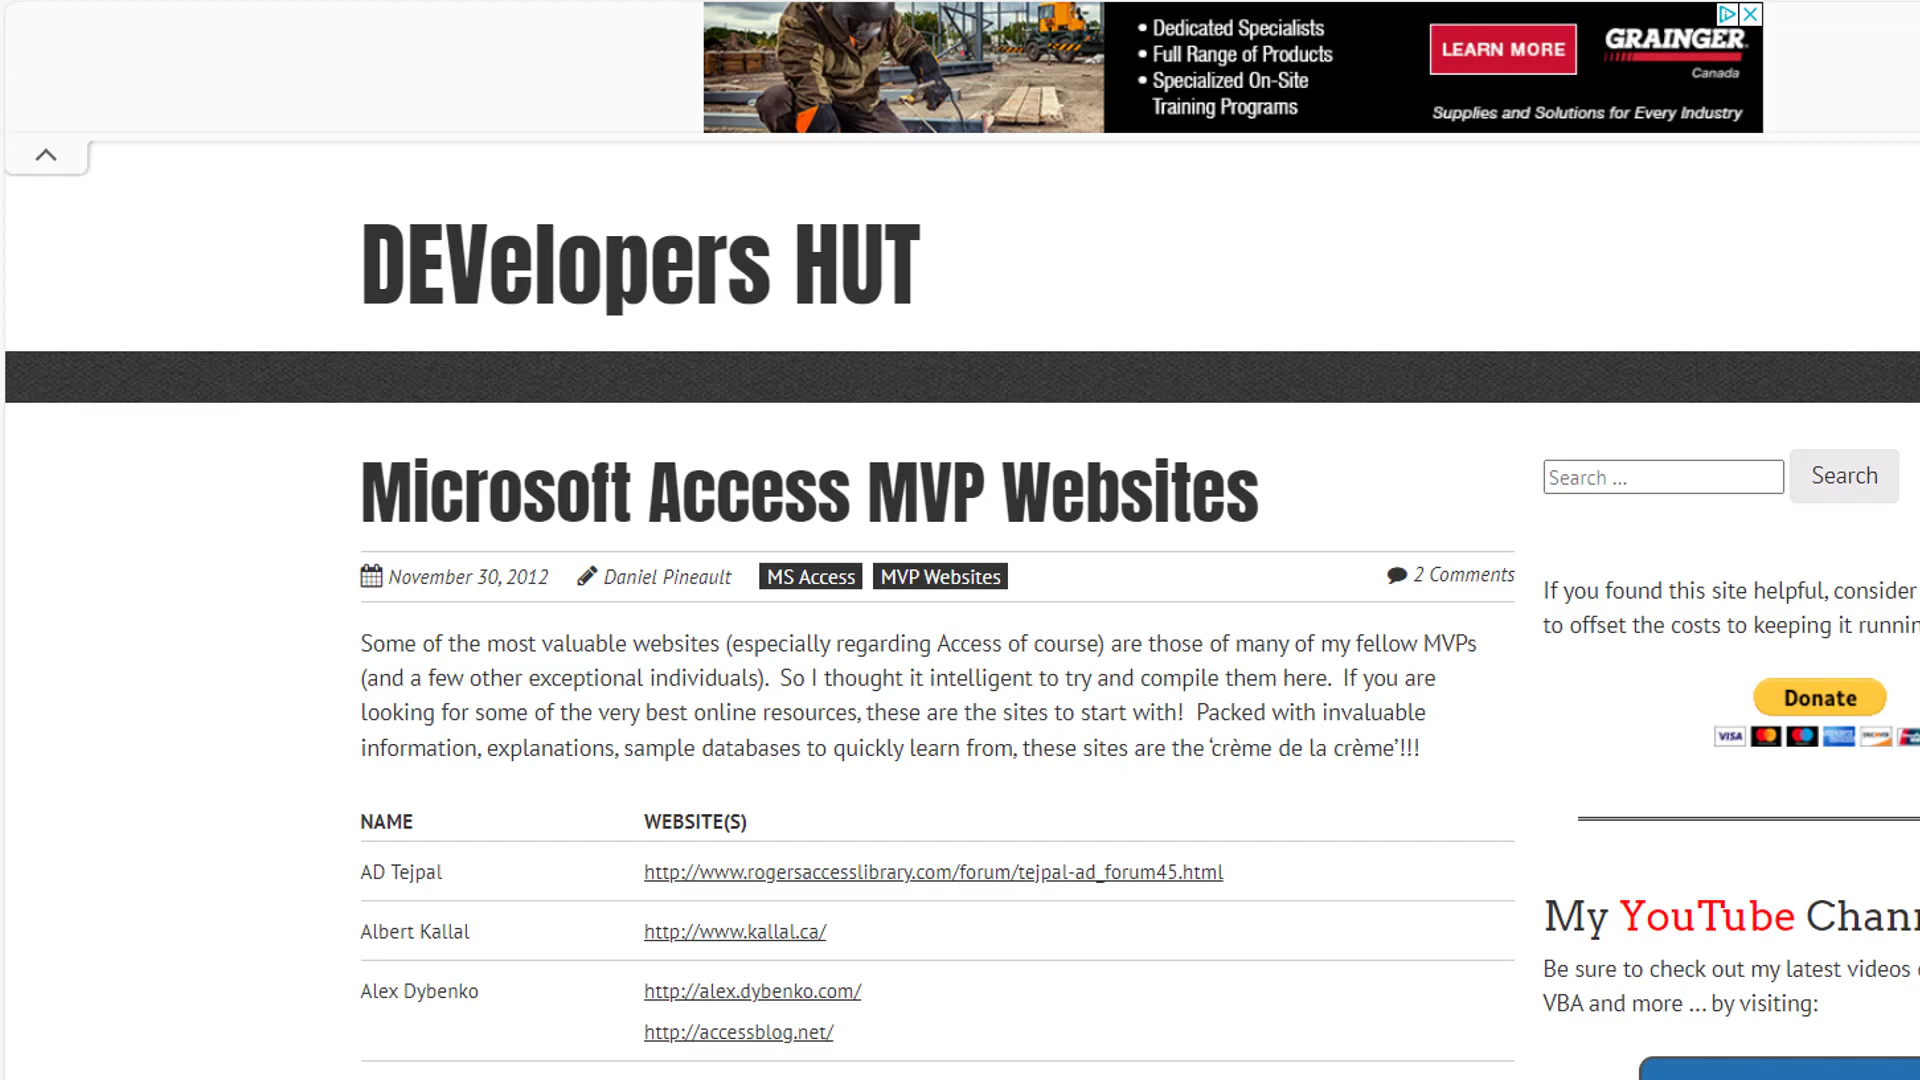 • Dedicated Specialists
• Full Range of Products
• Specialized On-Site
Training Programs
LEARN MORE
GRAINGER
Canada
Supplies and Solutions for Every Industry
DEVelopers HUT
Microsoft Access MVP Websites
November 30, 2012 Daniel Pineault MS Access MVP Websites 2 Comments
Some of the most valuable websites (especially regarding Access of course) are those of many of my fellow MVPs
(and a few other exceptional individuals). So I thought it intelligent to try and compile them here. If you are
looking for some of the very best online resources, these are the sites to start with! Packed with invaluable
information, explanations, sample databases to quickly learn from, these sites are the ‘crème de la crème’!!!
NAME WEBSITE(S)
AD Tejpal http://www.rogersaccesslibrary.com/forum/tejpal-ad_forum45.html
Albert Kallal http://www.kallal.ca/
Alex Dybenko http://alex.dybenko.com/
http://accessblog.net/
Search ... Search
If you found this site helpful, consider
to offset the costs to keeping it runnin
Donate
VISA
DISCOVER
My YouTube Chann
Be sure to check out my latest videos
VBA and more ... by visiting: